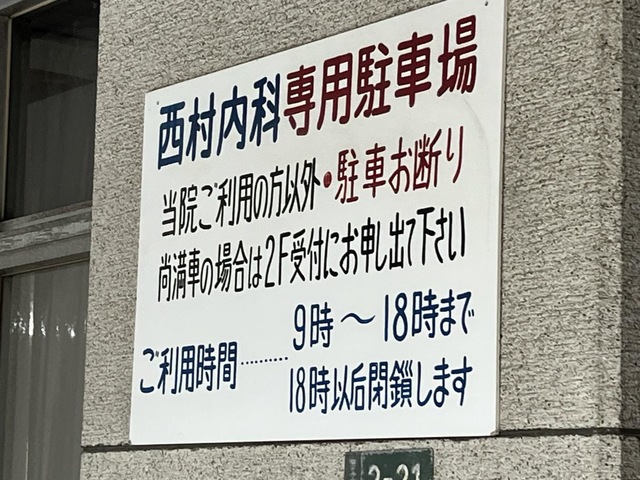 西村内科専用駐車場
当院ご利用の方以外・駐車お断り
尚満車の場合は2F受付にお申し出て下さい
ご利用時間………9時〜18時まで
18時以后閉鎖します
2-21